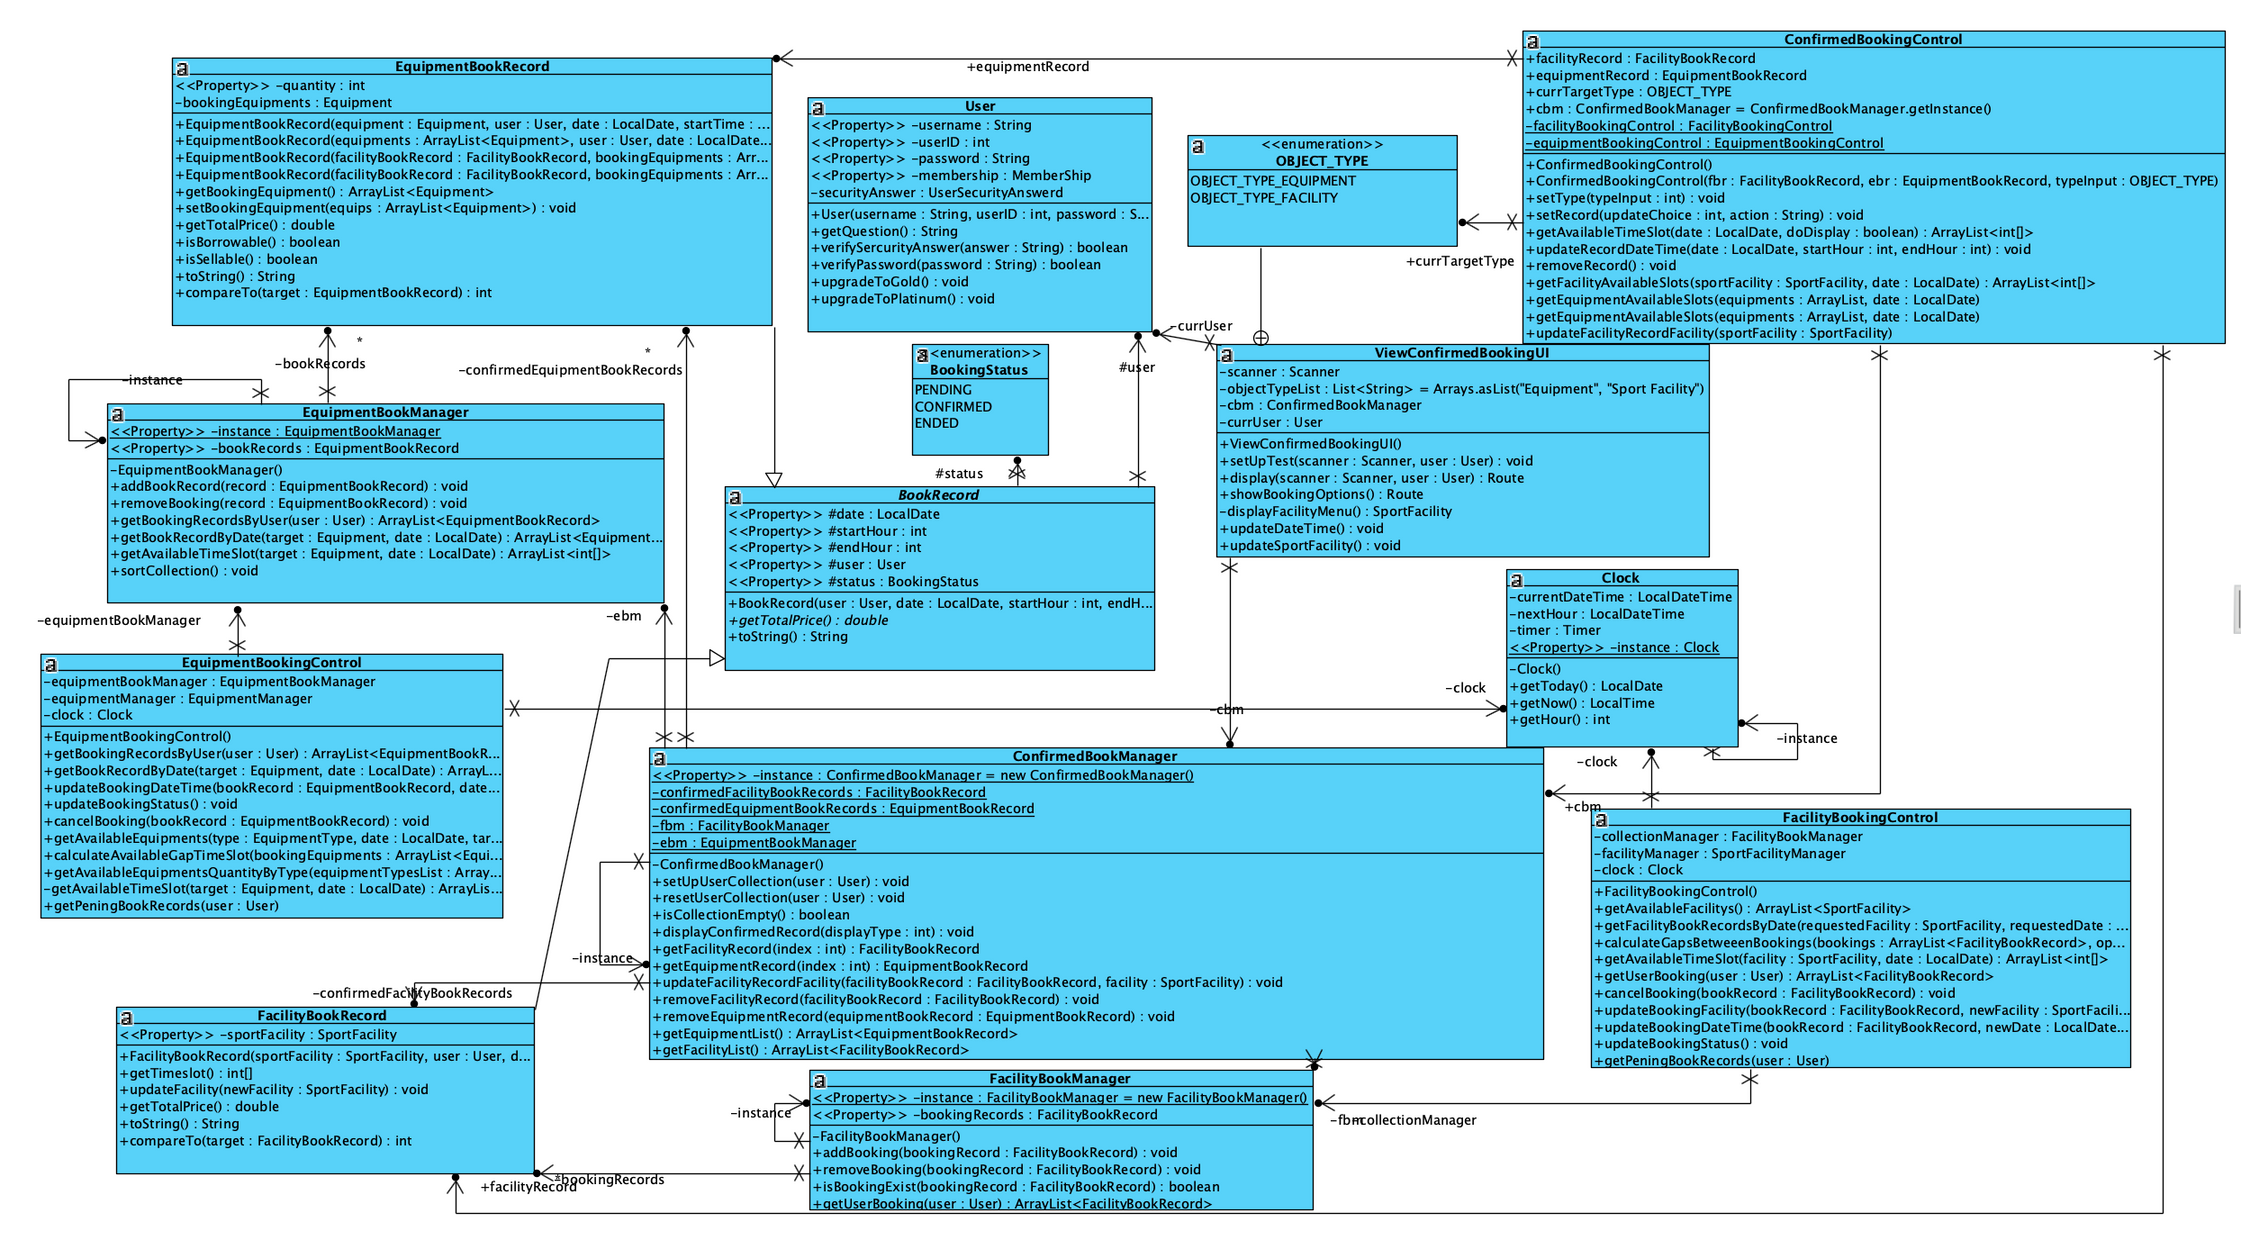 EquipmentBookRecord
<<Property>> -quantity : int
-bookingEquipments : Equipment
+EquipmentBookRecord(equipment : Equipment, user : User, date : LocalDate, startTime : ...
+EquipmentBookRecord(equipments : ArrayList<Equipment>, user : User, date : LocalDate...
+EquipmentBookRecord(facilityBookRecord : FacilityBookRecord, bookingEquipments : Arr...
+EquipmentBookRecord(facilityBookRecord : FacilityBookRecord, bookingEquipments : Arr...
+getBookingEquipment() : ArrayList<Equipment>
+setBookingEquipment(equips : ArrayList<Equipment>) : void
+getTotalPrice() : double
+isBorrowable() : boolean
+isSellable() : boolean
+toString() : String
+compareTo(target : EquipmentBookRecord) : int
+equipmentRecord
User
<<Property>> -username : String
<<Property>> -userID : int
<<Property>> -password : String
<<Property>> -membership : MemberShip
-securityAnswer : UserSecurityAnswerd
+User(username : String, userID : int, password : S...
+getQuestion() : String
+verifySercurityAnswer(answer : String) : boolean
+verifyPassword(password : String) : boolean
+upgradeToGold() : void
+upgradeToPlatinum() : void
<<enumeration>>
OBJECT_TYPE
OBJECT_TYPE_EQUIPMENT
OBJECT_TYPE_FACILITY
+currTargetType
ConfirmedBookingControl
+facilityRecord : FacilityBookRecord
+equipmentRecord : EquipmentBookRecord
+currTargetType : OBJECT_TYPE
+cbm : ConfirmedBookManager = ConfirmedBookManager.getInstance()
-facilityBookingControl : FacilityBookingControl
-equipmentBookingControl : EquipmentBookingControl
+ConfirmedBookingControl()
+ConfirmedBookingControl(fbr : FacilityBookRecord, ebr : EquipmentBookRecord, typeInput : OBJECT_TYPE)
+setType(typeInput : int) : void
+setRecord(updateChoice : int, action : String) : void
+getAvailableTimeSlot(date : LocalDate, doDisplay : boolean) : ArrayList<int[]>
+updateRecordDateTime(date : LocalDate, startHour : int, endHour : int) : void
+removeRecord() : void
+getFacilityAvailableSlots(sportFacility : SportFacility, date : LocalDate) : ArrayList<int[]>
+getEquipmentAvailableSlots(equipments : ArrayList, date : LocalDate)
+getEquipmentAvailableSlots(equipments : ArrayList, date : LocalDate)
+updateFacilityRecordFacility(sportFacility : SportFacility)
*
-bookRecords
*
-confirmedEquipmentBookRecords
-instance
<<enumeration>>
BookingStatus
PENDING
CONFIRMED
ENDED
#status
#user
-currUser
ViewConfirmedBookingUI
-scanner : Scanner
-objectTypeList : List<String> = Arrays.asList("Equipment", "Sport Facility")
-cbm : ConfirmedBookManager
-currUser : User
+ViewConfirmedBookingUI()
+setUpTest(scanner : Scanner, user : User) : void
+display(scanner : Scanner, user : User) : Route
+showBookingOptions() : Route
-displayFacilityMenu() : SportFacility
+updateDateTime() : void
+updateSportFacility() : void
EquipmentBookManager
<<Property>> -instance : EquipmentBookManager
<<Property>> -bookRecords : EquipmentBookRecord
-EquipmentBookManager()
+addBookRecord(record : EquipmentBookRecord) : void
+removeBooking(record : EquipmentBookRecord) : void
+getBookingRecordsByUser(user : User) : ArrayList<EquipmentBookRecord>
+getBookRecordByDate(target : Equipment, date : LocalDate) : ArrayList<Equipment...
+getAvailableTimeSlot(target : Equipment, date : LocalDate) : ArrayList<int[]>
+sortCollection() : void
-equipmentBookManager
-ebm
BookRecord
<<Property>> #date : LocalDate
<<Property>> #startHour : int
<<Property>> #endHour : int
<<Property>> #user : User
<<Property>> #status : BookingStatus
+BookRecord(user : User, date : LocalDate, startHour : int, endH...
+getTotalPrice() : double
+toString() : String
Clock
-currentDateTime : LocalDateTime
-nextHour : LocalDateTime
-timer : Timer
<<Property>> -instance : Clock
-Clock()
+getToday() : LocalDate
+getNow() : LocalTime
+getHour() : int
-clock
-cbm
-instance
-clock
+cbm
EquipmentBookingControl
-equipmentBookManager : EquipmentBookManager
-equipmentManager : EquipmentManager
-clock : Clock
+EquipmentBookingControl()
+getBookingRecordsByUser(user : User) : ArrayList<EquipmentBookR...
+getBookRecordByDate(target : Equipment, date : LocalDate) : ArrayL...
+updateBookingDateTime(bookRecord : EquipmentBookRecord, date...
+updateBookingStatus() : void
+cancelBooking(bookRecord : EquipmentBookRecord) : void
+getAvailableEquipments(type : EquipmentType, date : LocalDate, tar...
+calculateAvailableGapTimeSlot(bookingEquipments : ArrayList<Equi...
+getAvailableEquipmentsQuantityByType(equipmentTypesList : Array...
-getAvailableTimeSlot(target : Equipment, date : LocalDate) : ArrayLis...
+getPeningBookRecords(user : User)
ConfirmedBookManager
<<Property>> -instance : ConfirmedBookManager = new ConfirmedBookManager()
-confirmedFacilityBookRecords : FacilityBookRecord
-confirmedEquipmentBookRecords : EquipmentBookRecord
-fbm : FacilityBookManager
-ebm : EquipmentBookManager
-ConfirmedBookManager()
+setUpUserCollection(user : User) : void
+resetUserCollection(user : User) : void
+isCollectionEmpty() : boolean
+displayConfirmedRecord(displayType : int) : void
+getFacilityRecord(index : int) : FacilityBookRecord
+getEquipmentRecord(index : int) : EquipmentBookRecord
+updateFacilityRecordFacility(facilityBookRecord : FacilityBookRecord, facility : SportFacility) : void
+removeFacilityRecord(facilityBookRecord : FacilityBookRecord) : void
+removeEquipmentRecord(equipmentBookRecord : EquipmentBookRecord) : void
+getEquipmentList() : ArrayList<EquipmentBookRecord>
+getFacilityList() : ArrayList<FacilityBookRecord>
-instance
-confirmedFacilityBookRecords
FacilityBookingControl
-collectionManager : FacilityBookManager
-facilityManager : SportFacilityManager
-clock : Clock
+FacilityBookingControl()
+getAvailableFacilitys() : ArrayList<SportFacility>
+getFacilityBookRecordsByDate(requestedFacility : SportFacility, requestedDate : ...
+calculateGapsBetweeenBookings(bookings : ArrayList<FacilityBookRecord>, op...
+getAvailableTimeSlot(facility : SportFacility, date : LocalDate) : ArrayList<int[]>
+getUserBooking(user : User) : ArrayList<FacilityBookRecord>
+cancelBooking(bookRecord : FacilityBookRecord) : void
+updateBookingFacility(bookRecord : FacilityBookRecord, newFacility : SportFacili...
+updateBookingDateTime(bookRecord : FacilityBookRecord, newDate : LocalDate...
+updateBookingStatus() : void
+getPeningBookRecords(user : User)
FacilityBookRecord
<<Property>> -sportFacility : SportFacility
+FacilityBookRecord(sportFacility : SportFacility, user : User, d...
+getTimeslot() : int[]
+updateFacility(newFacility : SportFacility) : void
+getTotalPrice() : double
+toString() : String
+compareTo(target : FacilityBookRecord) : int
+facilityRecord
*
-bookingRecords
-instance
FacilityBookManager
<<Property>> -instance : FacilityBookManager = new FacilityBookManager()
<<Property>> -bookingRecords : FacilityBookRecord
-FacilityBookManager()
+addBooking(bookingRecord : FacilityBookRecord) : void
+removeBooking(bookingRecord : FacilityBookRecord) : void
+isBookingExist(bookingRecord : FacilityBookRecord) : boolean
+getUserBooking(user : User) : ArrayList<FacilityBookRecord>
-fbm
-collectionManager